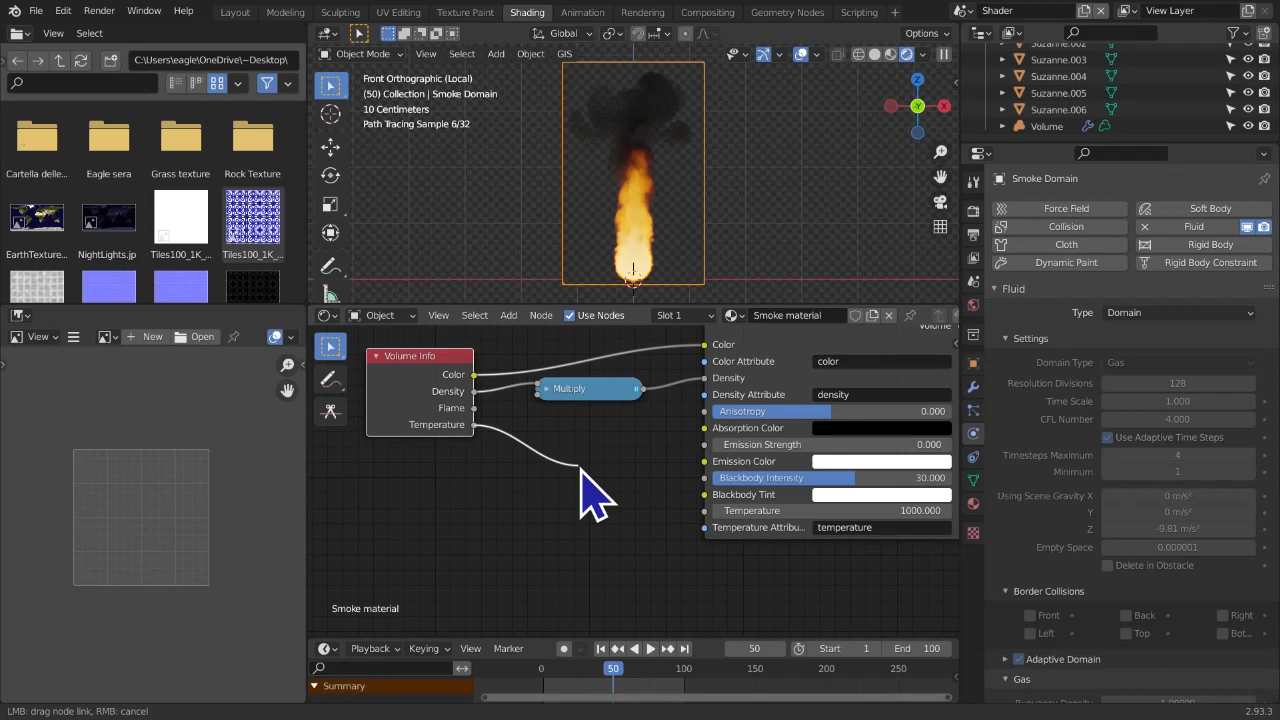 File Edit Render Window Help Layout Modeling Sculpting UV Editing Texture Paint Shading Animation Rendering Compositing Geometry Nodes Scripting + Shader View Layer
View Select C:\Users\eagle\OneDrive\~Desktop\
Cartella delle... Eagle sera Grass texture Rock Texture
EarthTexture... NightLights.jp Tiles100_1K_... Tiles100_1K_...
Global Options
Object Mode View Select Add Object GIS
Front Orthographic (Local)
(50) Collection | Smoke Domain
10 Centimeters
Path Tracing Sample 6/32
Z
Y
X
Suzanne.002
Suzanne.003
Suzanne.004
Suzanne.005
Suzanne.006
Volume
Smoke Domain
Force Field Soft Body
Collision Fluid
Cloth Rigid Body
Dynamic Paint Rigid Body Constraint
Fluid
Type Domain
Settings
Domain Type Gas
Resolution Divisions 128
Time Scale 1.000
CFL Number 4.000
Use Adaptive Time Steps
Timesteps Maximum 4
Minimum 1
Using Scene Gravity X 0 m/s²
Y 0 m/s²
Z -9.81 m/s²
Empty Space 0.000001
Delete in Obstacle
Border Collisions
Front Back Right
Left Top Bot...
Adaptive Domain
Gas
View New
Object View Select Add Node Use Nodes Slot 1 Smoke material
Volume Info
Color
Density
Flame
Temperature
Multiply
Color
Color Attribute color
Density
Density Attribute density
Anisotropy 0.000
Absorption Color
Emission Strength 0.000
Emission Color
Blackbody Intensity 30.000
Blackbody Tint
Temperature 1000.000
Temperature Attribu... temperature
Smoke material
Playback Keying View Marker 50 Start 1 End 100
0 50 100 150 200 250
Summary
LMB: drag node link, RMB: cancel 2.93.3